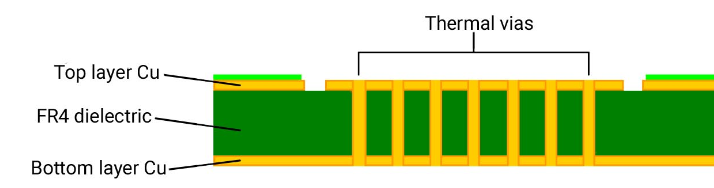 Thermal vias
Top layer Cu
FR4 dielectric
Bottom layer Cu